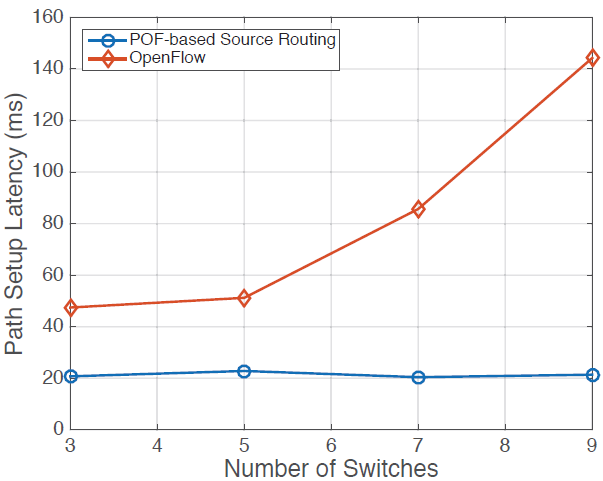 160
140
120
100
80
60
40
20
0
3 4 5 6 7 8 9
Path Setup Latency (ms)
Number of Switches
POF-based Source Routing
OpenFlow